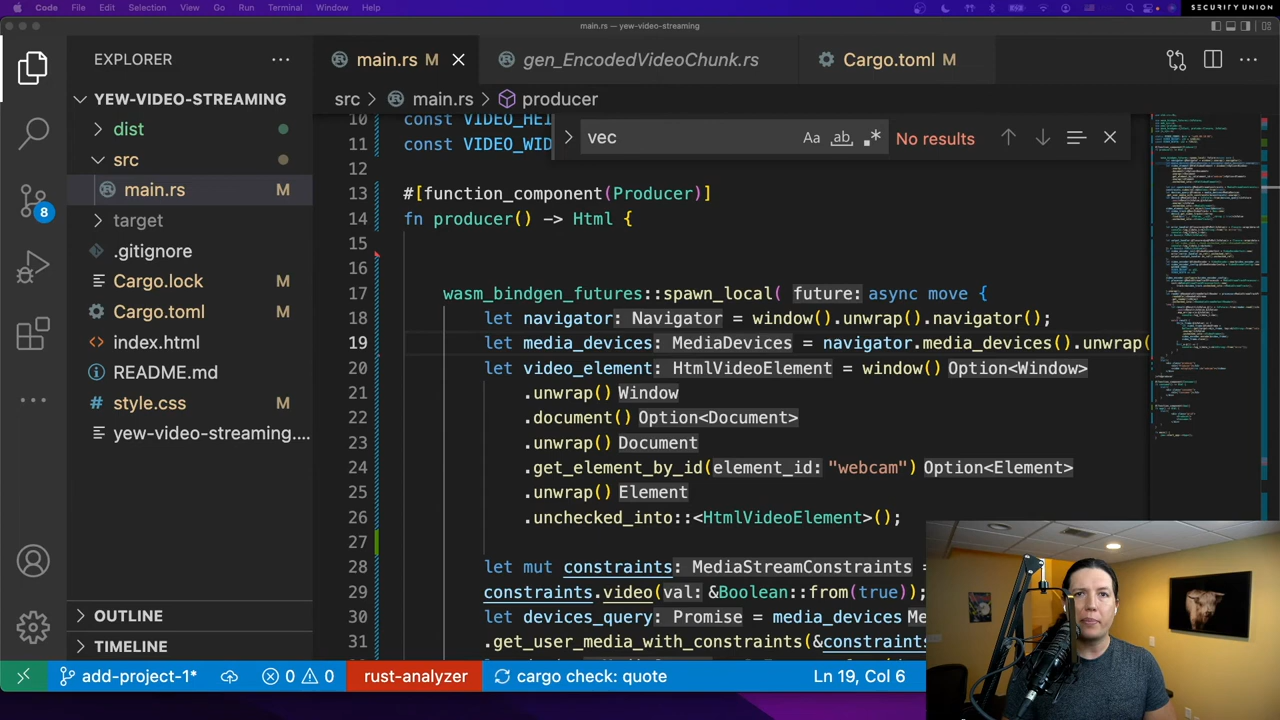 Code File Edit Selection View Go Run Terminal Window Help
SECURITY UNION
main.rs — yew-video-streaming
EXPLORER
main.rs M
gen_EncodedVideoChunk.rs
Cargo.toml M
YEW-VIDEO-STREAMING
src > main.rs > producer
dist
src
main.rs M
target
.gitignore
Cargo.lock M
Cargo.toml M
index.html M
README.md M
style.css M
yew-video-streaming....
8
OUTLINE
TIMELINE
vec
Aa ab .*
No results
10 const VIDEO_HEI
11 const VIDEO_WID
12
13 #[function_component(Producer)]
14 fn producer() -> Html {
15
16
17 wasm_bindgen_futures::spawn_local( future: async move {
18 let navigator: Navigator = window().unwrap().navigator();
19 let media_devices: MediaDevices = navigator.media_devices().unwrap(
20 let video_element: HtmlVideoElement = window() Option<Window>
21 .unwrap() Window
22 .document() Option<Document>
23 .unwrap() Document
24 .get_element_by_id(element_id: "webcam") Option<Element>
25 .unwrap() Element
26 .unchecked_into::<HtmlVideoElement>();
27
28 let mut constraints: MediaStreamConstraints =
29 constraints.video(val: &Boolean::from(true));
30 let devices_query: Promise = media_devices Me
31 .get_user_media_with_constraints(&constraints
add-project-1*
0 0
rust-analyzer
cargo check: quote
Ln 19, Col 6